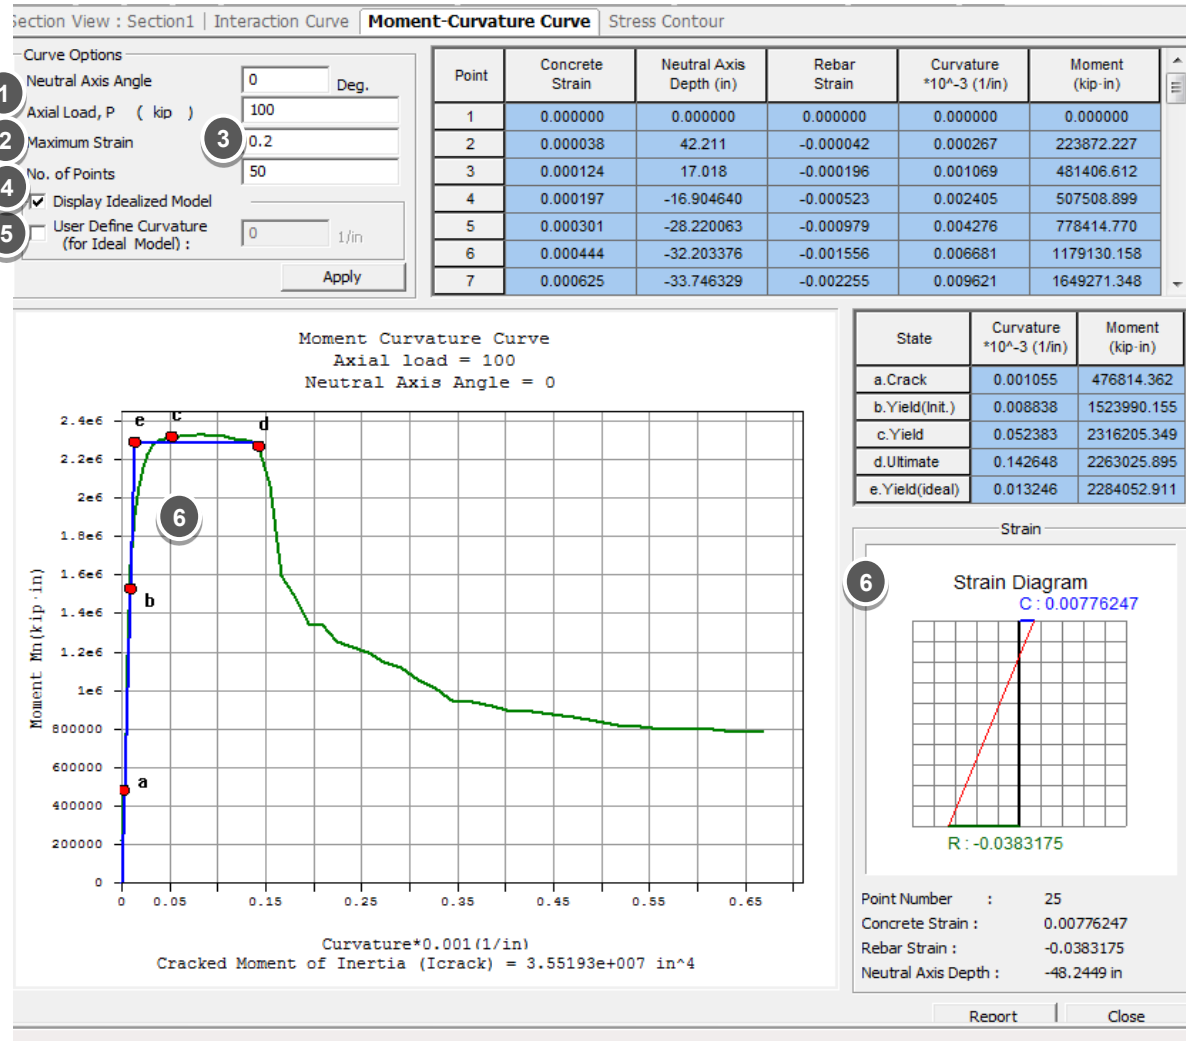 Section View : Section1 | Interaction Curve | Moment-Curvature Curve | Stress Contour
Curve Options
1
Neutral Axis Angle 0 Deg.
Axial Load, P ( kip ) 100
2
Maximum Strain 3 0.2
No. of Points 50
4
Display Idealized Model
5
User Define Curvature
(for Ideal Model) : 0 1/in
Apply
Point Concrete Strain Neutral Axis Depth (in) Rebar Strain Curvature *10^-3 (1/in) Moment (kip·in)
1 0.000000 0.000000 0.000000 0.000000 0.000000
2 0.000038 42.211 -0.000042 0.000267 223872.227
3 0.000124 17.018 -0.000196 0.001069 481406.612
4 0.000197 -16.904640 -0.000523 0.002405 507508.899
5 0.000301 -28.220063 -0.000979 0.004276 778414.770
6 0.000444 -32.203376 -0.001556 0.006681 1179130.158
7 0.000625 -33.746329 -0.002255 0.009621 1649271.348
Moment Curvature Curve
Axial load = 100
Neutral Axis Angle = 0
Moment Mn(kip·in)
2.4e6
2.2e6
2e6
1.8e6
1.6e6
1.4e6
1.2e6
1e6
800000
600000
400000
200000
0
e
c
d
6
b
a
0 0.05 0.15 0.25 0.35 0.45 0.55 0.65
Curvature*0.001(1/in)
Cracked Moment of Inertia (Icrack) = 3.55193e+007 in^4
State Curvature *10^-3 (1/in) Moment (kip·in)
a.Crack 0.001055 476814.362
b.Yield(Init.) 0.008838 1523990.155
c.Yield 0.052383 2316205.349
d.Ultimate 0.142648 2263025.895
e.Yield(ideal) 0.013246 2284052.911
Strain
6
Strain Diagram
C : 0.00776247
R : -0.0383175
Point Number : 25
Concrete Strain : 0.00776247
Rebar Strain : -0.0383175
Neutral Axis Depth : -48.2449 in
Report Close